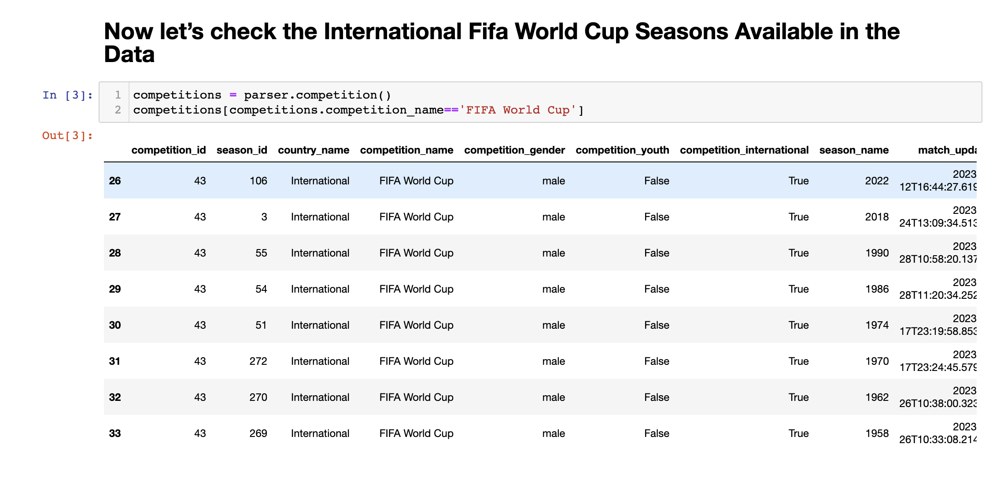 Now let’s check the International Fifa World Cup Seasons Available in the
Data
In [3]:
1 competitions = parser.competition()
2 competitions[competitions.competition_name=='FIFA World Cup']
Out[3]:
competition_id season_id country_name competition_name competition_gender competition_youth competition_international season_name match_upda
26 43 106 International FIFA World Cup male False True 2022 2023
12T16:44:27.619
27 43 3 International FIFA World Cup male False True 2018 2023
24T13:09:34.513
28 43 55 International FIFA World Cup male False True 1990 2023
28T10:58:20.137
29 43 54 International FIFA World Cup male False True 1986 2023
28T11:20:34.252
30 43 51 International FIFA World Cup male False True 1974 2023
17T23:19:58.853
31 43 272 International FIFA World Cup male False True 1970 2023
17T23:24:45.579
32 43 270 International FIFA World Cup male False True 1962 2023
26T10:38:00.323
33 43 269 International FIFA World Cup male False True 1958 2023
26T10:33:08.214